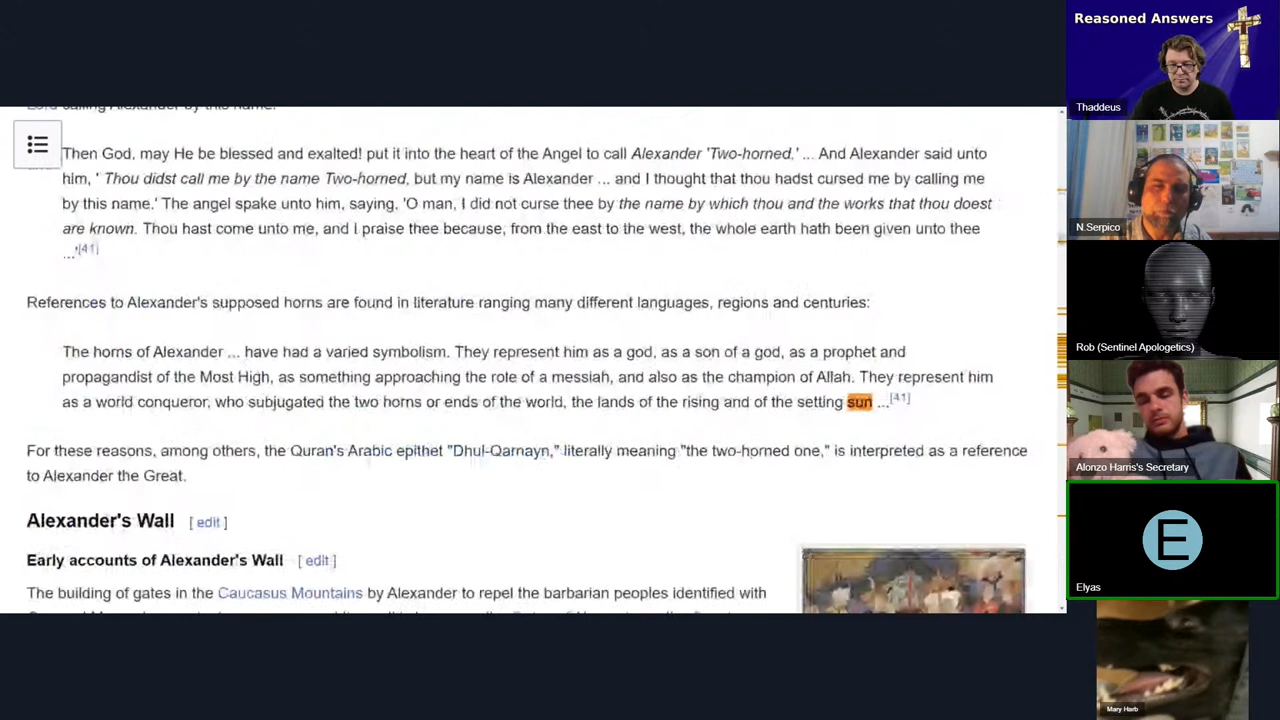 Lord calling Alexander by this name:
Then God, may He be blessed and exalted! put it into the heart of the Angel to call Alexander 'Two-horned.' ... And Alexander said unto
him, ' Thou didst call me by the name Two-horned, but my name is Alexander ... and I thought that thou hadst cursed me by calling me
by this name.' The angel spake unto him, saying, 'O man, I did not curse thee by the name by which thou and the works that thou doest
are known. Thou hast come unto me, and I praise thee because, from the east to the west, the whole earth hath been given unto thee
...'[41]
References to Alexander's supposed horns are found in literature ranging many different languages, regions and centuries:
The horns of Alexander ... have had a varied symbolism. They represent him as a god, as a son of a god, as a prophet and
propagandist of the Most High, as something approaching the role of a messiah, and also as the champion of Allah. They represent him
as a world conqueror, who subjugated the two horns or ends of the world, the lands of the rising and of the setting sun ...[41]
For these reasons, among others, the Quran's Arabic epithet "Dhul-Qarnayn," literally meaning "the two-horned one," is interpreted as a reference
to Alexander the Great.
Alexander's Wall [ edit ]
Early accounts of Alexander's Wall [ edit ]
The building of gates in the Caucasus Mountains by Alexander to repel the barbarian peoples identified with
Reasoned Answers
Thaddeus
N.Serpico
Rob (Sentinel Apologetics)
Alonzo Harris's Secretary
E
Elyas
Mary Harb